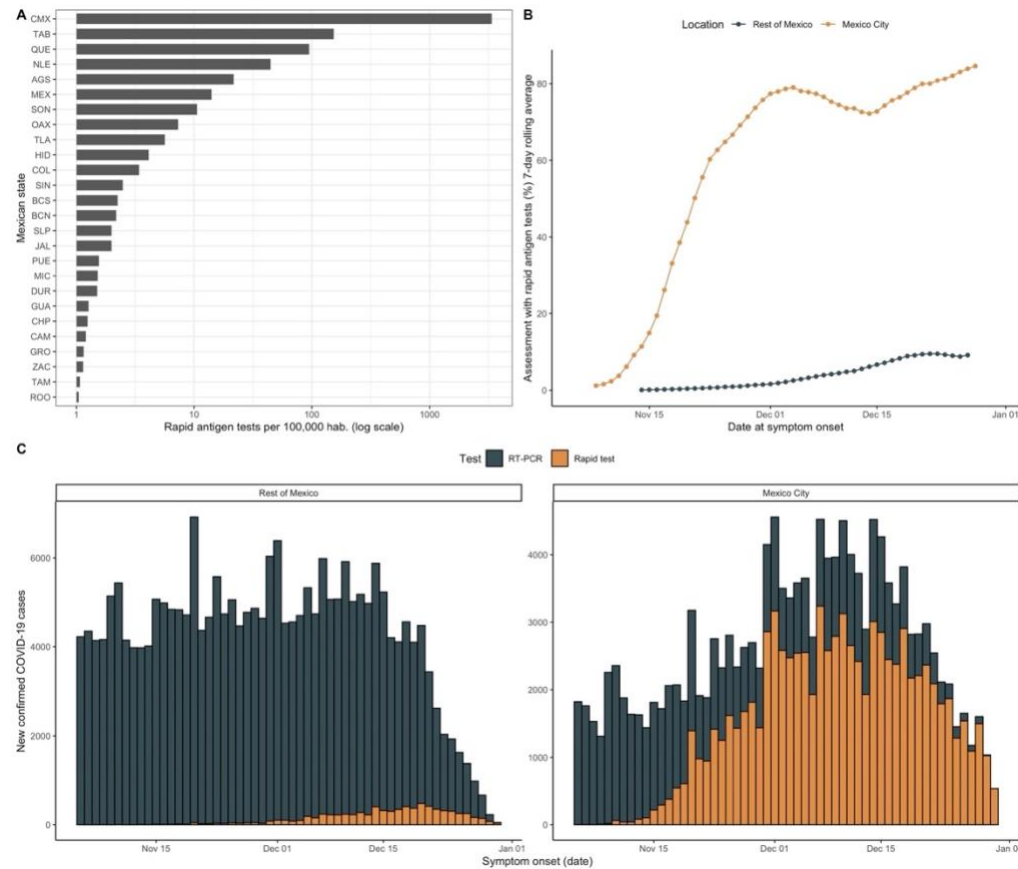 A
CMX
TAB
QUE
NLE
AGS
MEX
SON
OAX
TLA
HID
COL
SIN
BCS
BCN
SLP
JAL
PUE
MIC
DUR
GUA
CHP
CAM
GRO
ZAC
TAM
ROO
Mexican state
1 10 100 1000
Rapid antigen tests per 100,000 hab. (log scale)
B
Location Rest of Mexico Mexico City
Assessment with rapid antigen tests (%) 7-day rolling average
80
60
40
20
0
Nov 15 Dec 01 Dec 15 Jan 01
Date at symptom onset
C
Test RT-PCR Rapid test
Rest of Mexico
Mexico City
New confirmed COVID-19 cases
6000
4000
2000
0
Nov 15 Dec 01 Dec 15 Jan 01
4000
3000
2000
1000
0
Nov 15 Dec 01 Dec 15 Jan 0
Symptom onset (date)